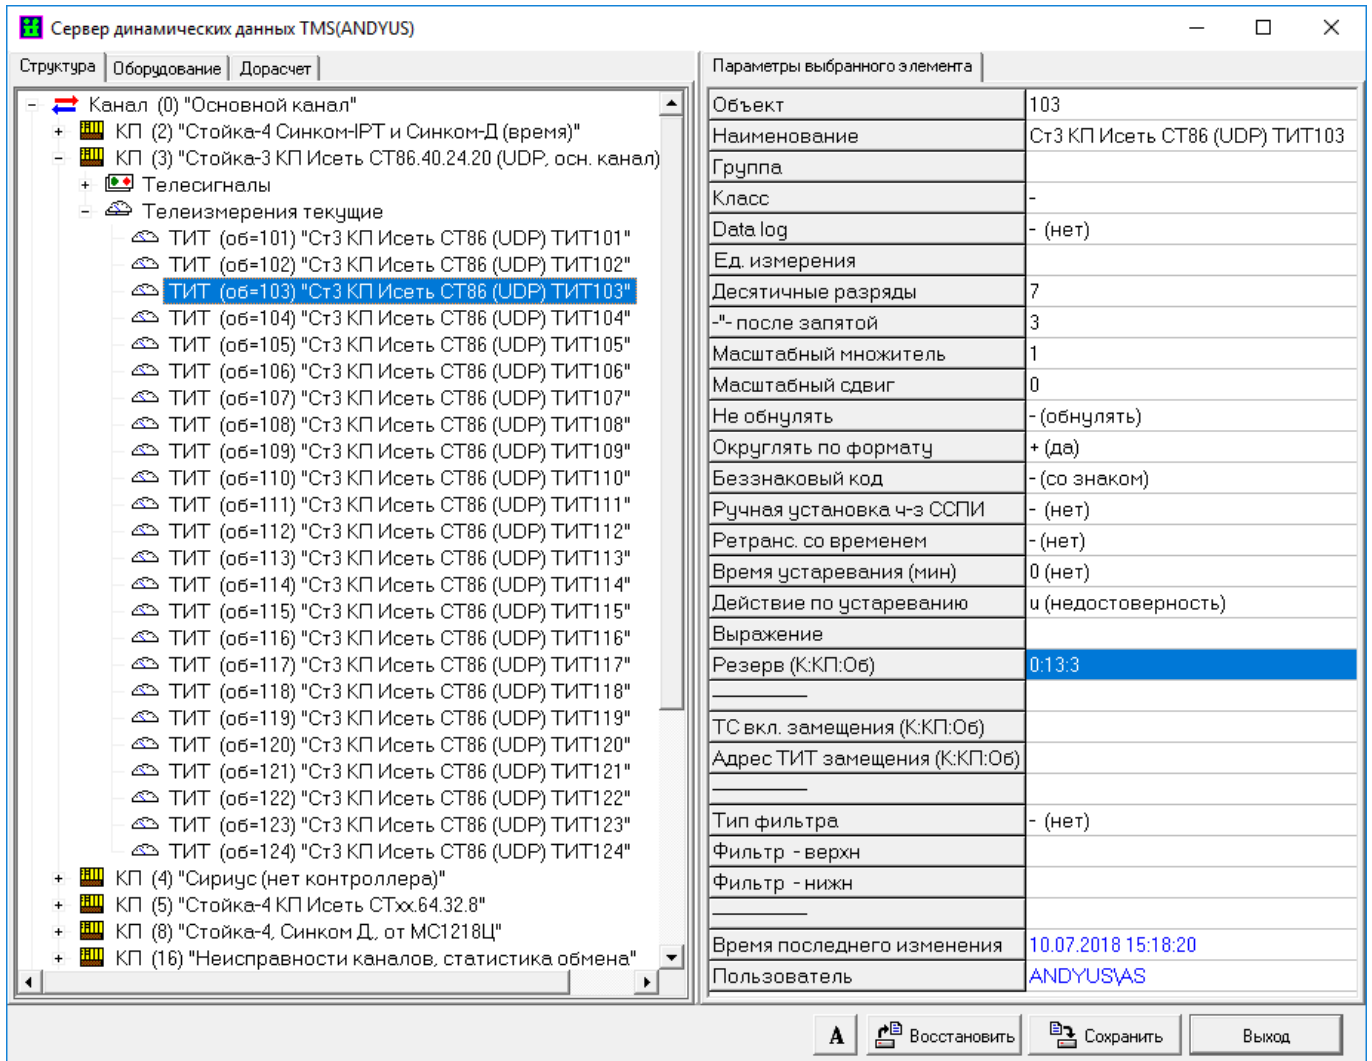 Сервер динамических данных TMS(ANDYUS)
Структура Оборудование Дорасчет
Канал (0) "Основной канал"
КП (2) "Стойка-4 Синком-IPT и Синком-Д (время)"
КП (3) "Стойка-3 КП Исеть СТ86.40.24.20 (UDP, осн. канал)
Телесигналы
Телеизмерения текущие
ТИТ (об=101) "Ст3 КП Исеть СТ86 (UDP) ТИТ101"
ТИТ (об=102) "Ст3 КП Исеть СТ86 (UDP) ТИТ102"
ТИТ (об=103) "Ст3 КП Исеть СТ86 (UDP) ТИТ103"
ТИТ (об=104) "Ст3 КП Исеть СТ86 (UDP) ТИТ104"
ТИТ (об=105) "Ст3 КП Исеть СТ86 (UDP) ТИТ105"
ТИТ (об=106) "Ст3 КП Исеть СТ86 (UDP) ТИТ106"
ТИТ (об=107) "Ст3 КП Исеть СТ86 (UDP) ТИТ107"
ТИТ (об=108) "Ст3 КП Исеть СТ86 (UDP) ТИТ108"
ТИТ (об=109) "Ст3 КП Исеть СТ86 (UDP) ТИТ109"
ТИТ (об=110) "Ст3 КП Исеть СТ86 (UDP) ТИТ110"
ТИТ (об=111) "Ст3 КП Исеть СТ86 (UDP) ТИТ111"
ТИТ (об=112) "Ст3 КП Исеть СТ86 (UDP) ТИТ112"
ТИТ (об=113) "Ст3 КП Исеть СТ86 (UDP) ТИТ113"
ТИТ (об=114) "Ст3 КП Исеть СТ86 (UDP) ТИТ114"
ТИТ (об=115) "Ст3 КП Исеть СТ86 (UDP) ТИТ115"
ТИТ (об=116) "Ст3 КП Исеть СТ86 (UDP) ТИТ116"
ТИТ (об=117) "Ст3 КП Исеть СТ86 (UDP) ТИТ117"
ТИТ (об=118) "Ст3 КП Исеть СТ86 (UDP) ТИТ118"
ТИТ (об=119) "Ст3 КП Исеть СТ86 (UDP) ТИТ119"
ТИТ (об=120) "Ст3 КП Исеть СТ86 (UDP) ТИТ120"
ТИТ (об=121) "Ст3 КП Исеть СТ86 (UDP) ТИТ121"
ТИТ (об=122) "Ст3 КП Исеть СТ86 (UDP) ТИТ122"
ТИТ (об=123) "Ст3 КП Исеть СТ86 (UDP) ТИТ123"
ТИТ (об=124) "Ст3 КП Исеть СТ86 (UDP) ТИТ124"
КП (4) "Сириус (нет контроллера)"
КП (5) "Стойка-4 КП Исеть СТхх.64.32.8"
КП (8) "Стойка-4, Синком Д, от МС1218Ц"
КП (16) "Неисправности каналов, статистика обмена"
Параметры выбранного элемента
Объект 103
Наименование Ст3 КП Исеть СТ86 (UDP) ТИТ103
Группа
Класс -
Data log - (нет)
Ед. измерения
Десятичные разряды 7
-"- после запятой 3
Масштабный множитель 1
Масштабный сдвиг 0
Не обнулять - (обнулять)
Округлять по формату + (да)
Беззнаковый код - (со знаком)
Ручная установка ч-з ССПИ - (нет)
Ретранс. со временем - (нет)
Время устаревания (мин) 0 (нет)
Действие по устареванию u (недостоверность)
Выражение
Резерв (К:КП:Об) 0:13:3
ТС вкл. замещения (К:КП:Об)
Адрес ТИТ замещения (К:КП:Об)
Тип фильтра - (нет)
Фильтр - верхн
Фильтр - нижн
Время последнего изменения 10.07.2018 15:18:20
Пользователь ANDYUS\AS
A Восстановить Сохранить Выход